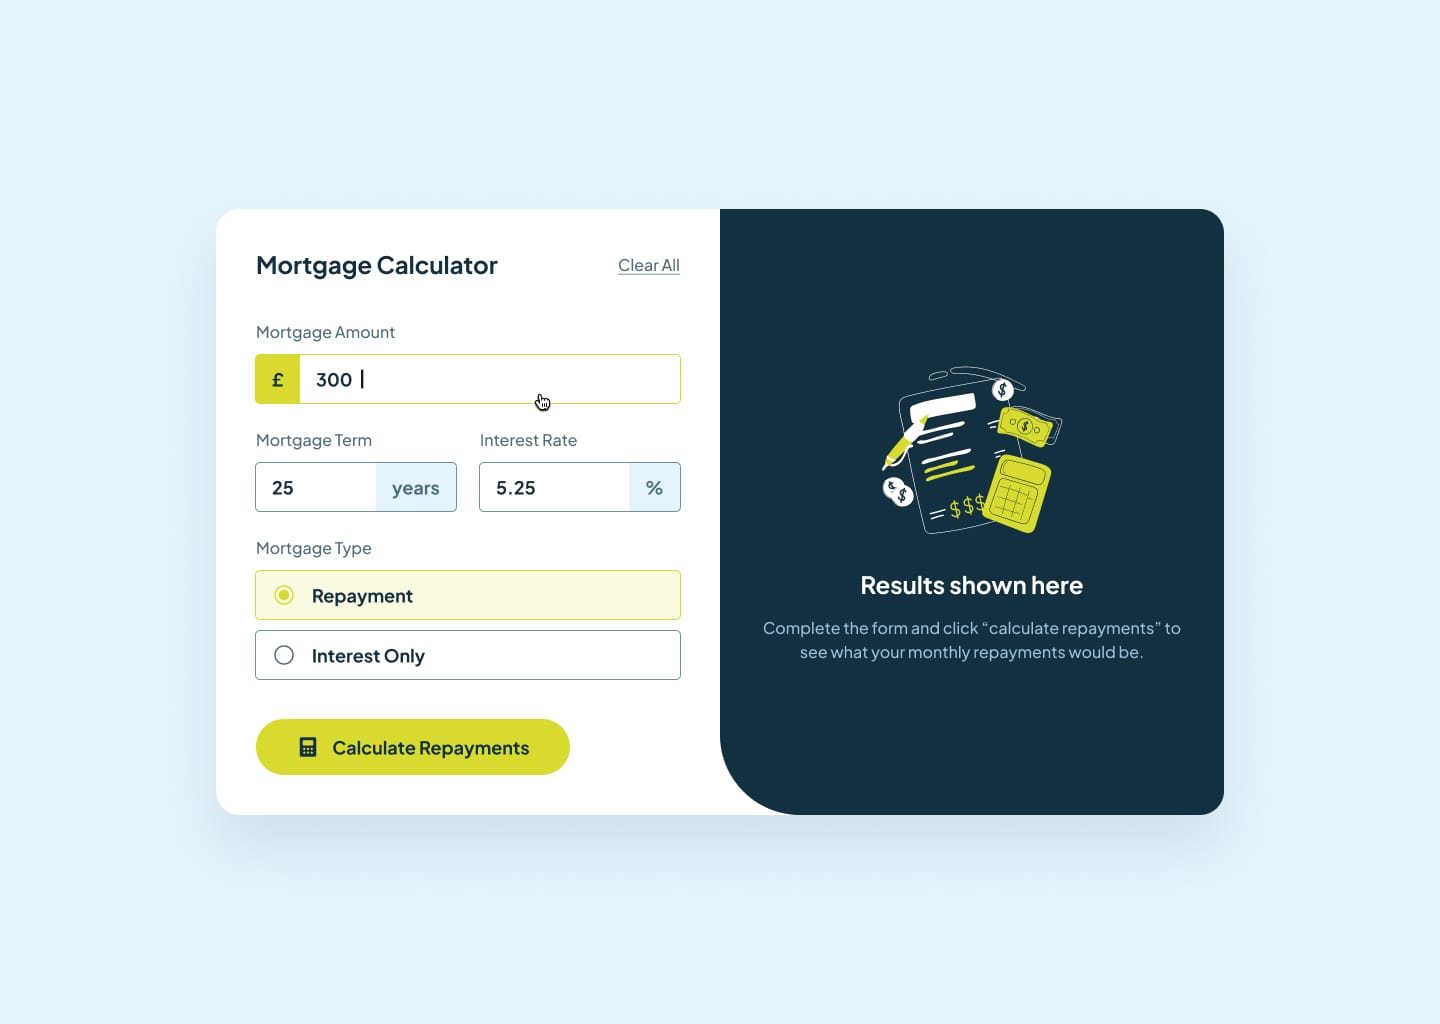 Mortgage Calculator
Clear All
Mortgage Amount
£
300
Mortgage Term
Interest Rate
25
years
5.25
%
Mortgage Type
Repayment
Interest Only
Calculate Repayments
$
$
$
$$$
Results shown here
Complete the form and click “calculate repayments” to
see what your monthly repayments would be.